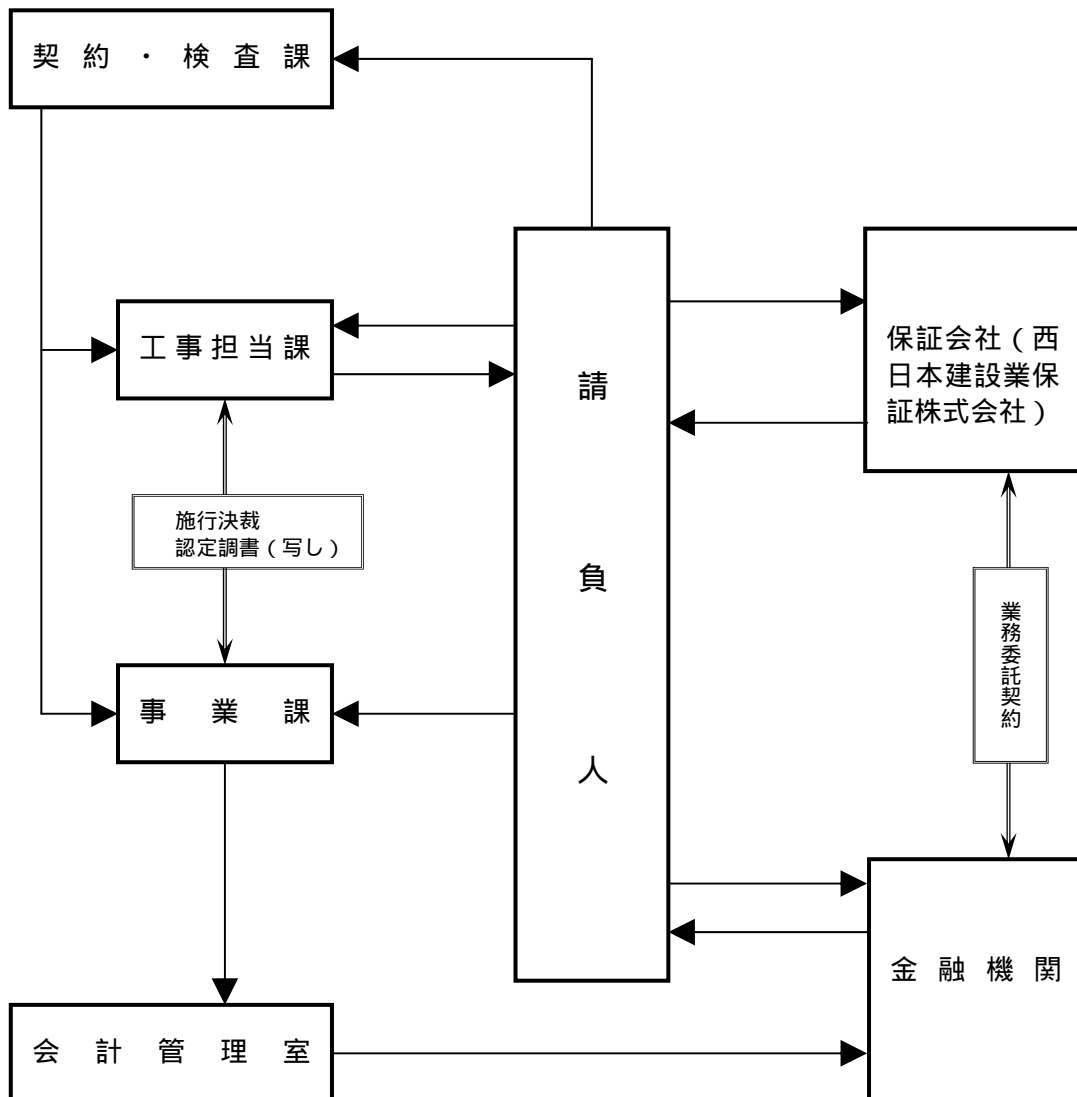 契約・検査課
工事担当課
請負人
保証会社（西
日本建設業保
証株式会社）
施行決裁
認定調書（写し）
業務委託契約
事業課
金融機関
会計管理室